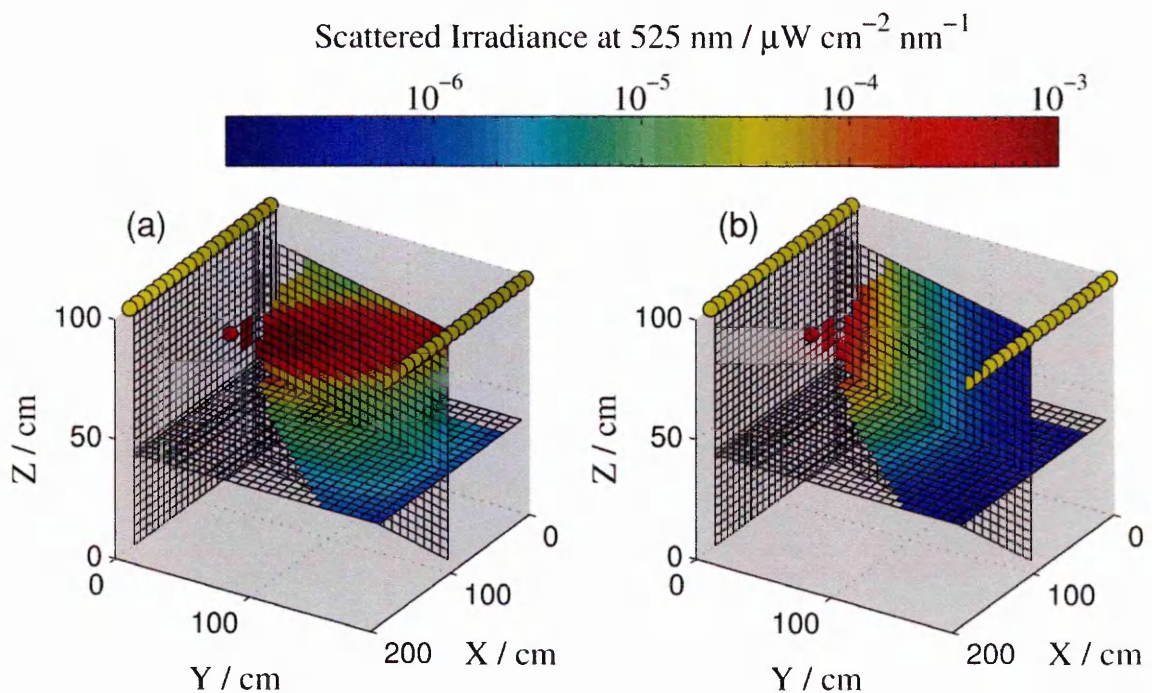 Scattered Irradiance at 525 nm / μW cm⁻² nm⁻¹
10⁻⁶ 10⁻⁵ 10⁻⁴ 10⁻³
(a) (b)
100 100
Z / cm Z / cm
50 50
0 0
0 0 0 0
100 100
100 100
200 200
Y / cm X / cm Y / cm X / cm